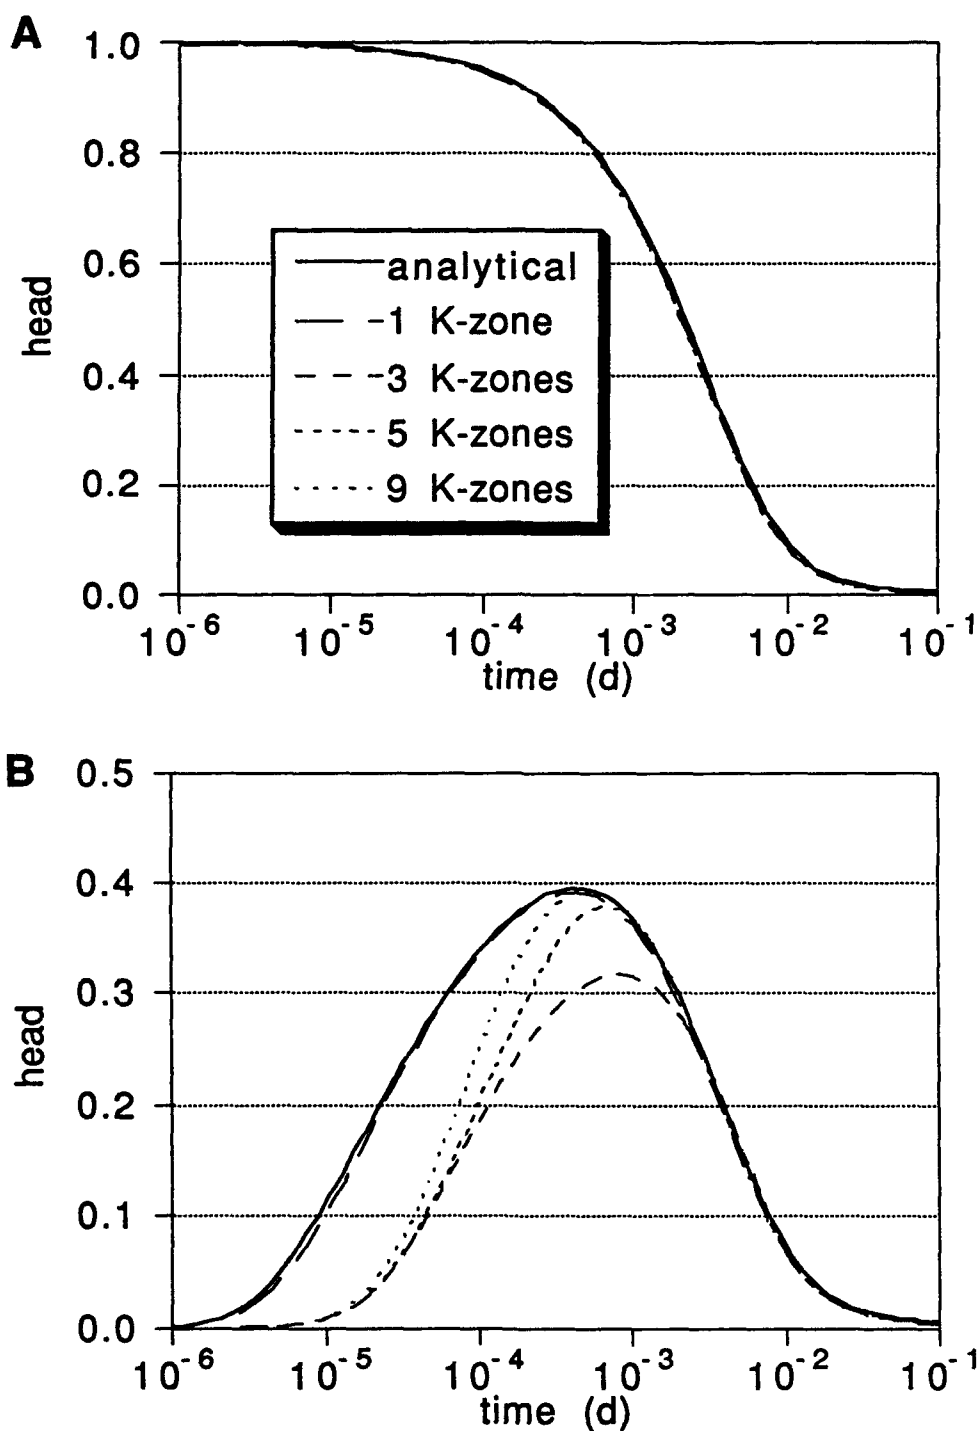 A
1.0
0.8
0.6
0.4
0.2
0.0
head
analytical
1 K-zone
3 K-zones
5 K-zones
9 K-zones
10-6 10-5 10-4 10-3 10-2 10-1
time (d)
B
0.5
0.4
0.3
0.2
0.1
0.0
head
10-6 10-5 10-4 10-3 10-2 10-1
time (d)